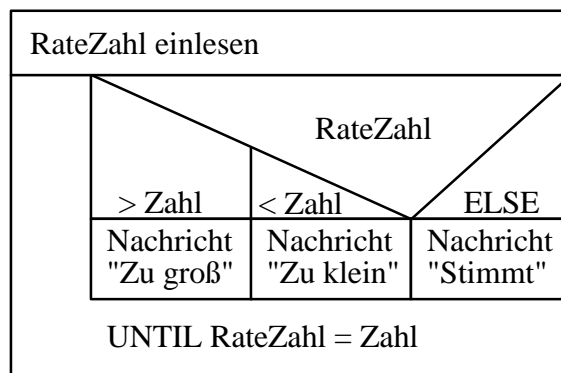 RateZahl einlesen
RateZahl
> Zahl
< Zahl
ELSE
Nachricht
"Zu groß"
Nachricht
"Zu klein"
Nachricht
"Stimmt"
UNTIL RateZahl = Zahl